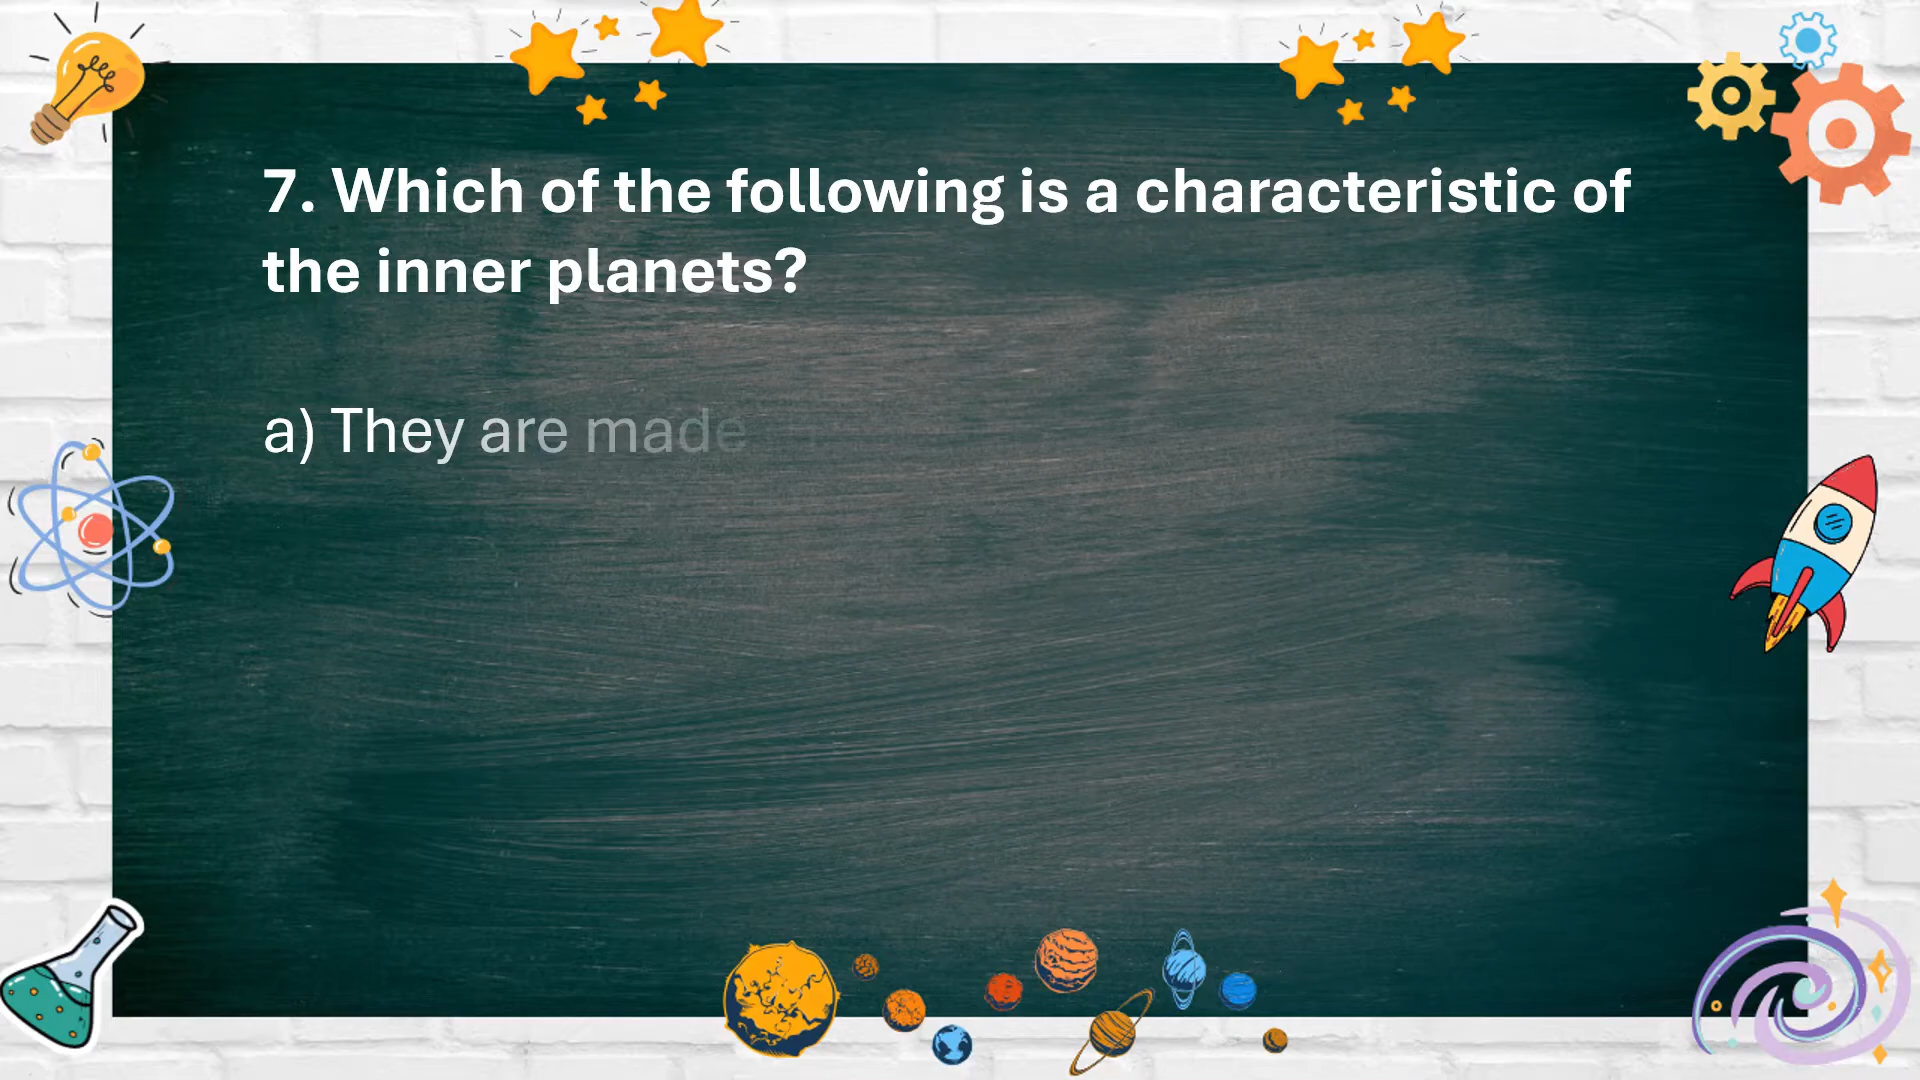 7. Which of the following is a characteristic of
the inner planets?
a) They are made